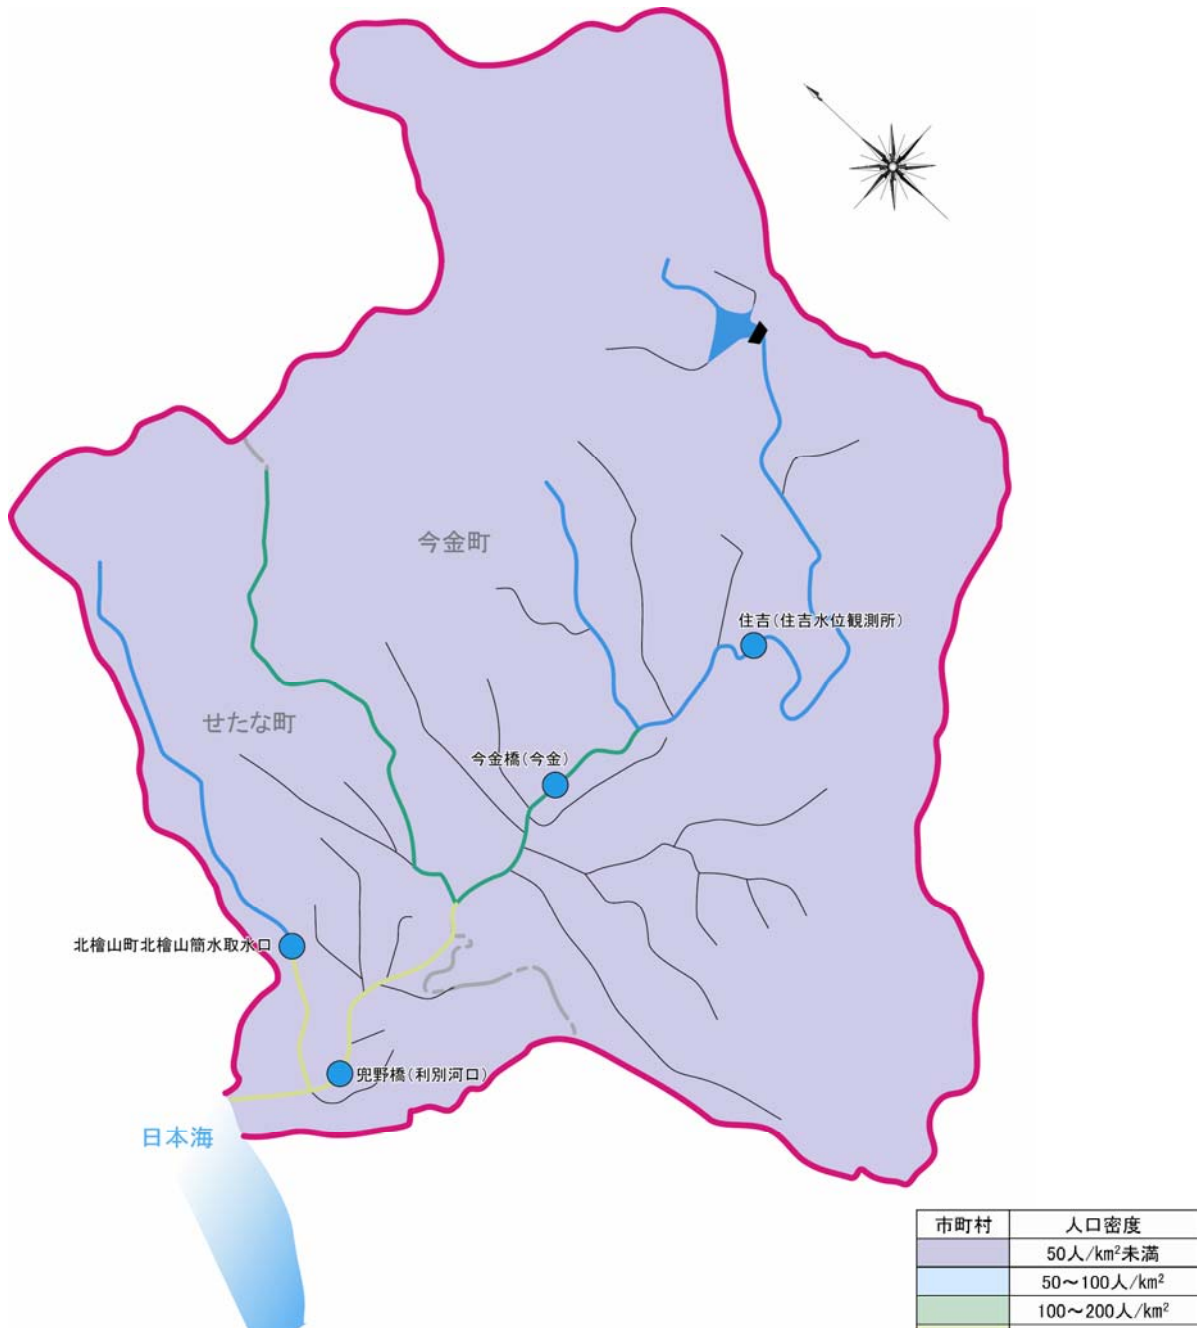 今金町
住吉(住吉水位観測所)
せたな町
今金橋(今金)
北檜山町北檜山簡水取水口
兜野橋(利別河口)
日本海
市町村 人口密度
50人/km²未満
50～100人/km²
100～200人/km²